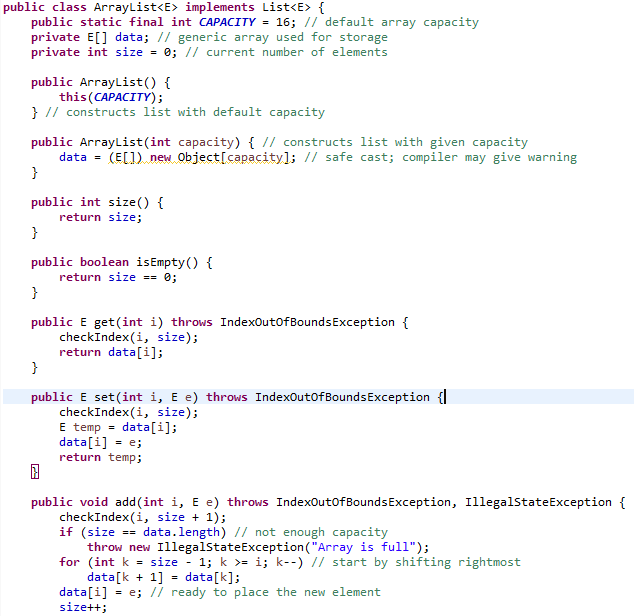 public class ArrayList<E> implements List<E> {
    public static final int CAPACITY = 16; // default array capacity
    private E[] data; // generic array used for storage
    private int size = 0; // current number of elements

    public ArrayList() {
        this(CAPACITY);
    } // constructs list with default capacity

    public ArrayList(int capacity) { // constructs list with given capacity
        data = (E[]) new Object[capacity]; // safe cast; compiler may give warning
    }

    public int size() {
        return size;
    }

    public boolean isEmpty() {
        return size == 0;
    }

    public E get(int i) throws IndexOutOfBoundsException {
        checkIndex(i, size);
        return data[i];
    }

    public E set(int i, E e) throws IndexOutOfBoundsException {
        checkIndex(i, size);
        E temp = data[i];
        data[i] = e;
        return temp;
    }

    public void add(int i, E e) throws IndexOutOfBoundsException, IllegalStateException {
        checkIndex(i, size + 1);
        if (size == data.length) // not enough capacity
            throw new IllegalStateException("Array is full");
        for (int k = size - 1; k >= i; k--) // start by shifting rightmost
            data[k + 1] = data[k];
        data[i] = e; // ready to place the new element
        size++;